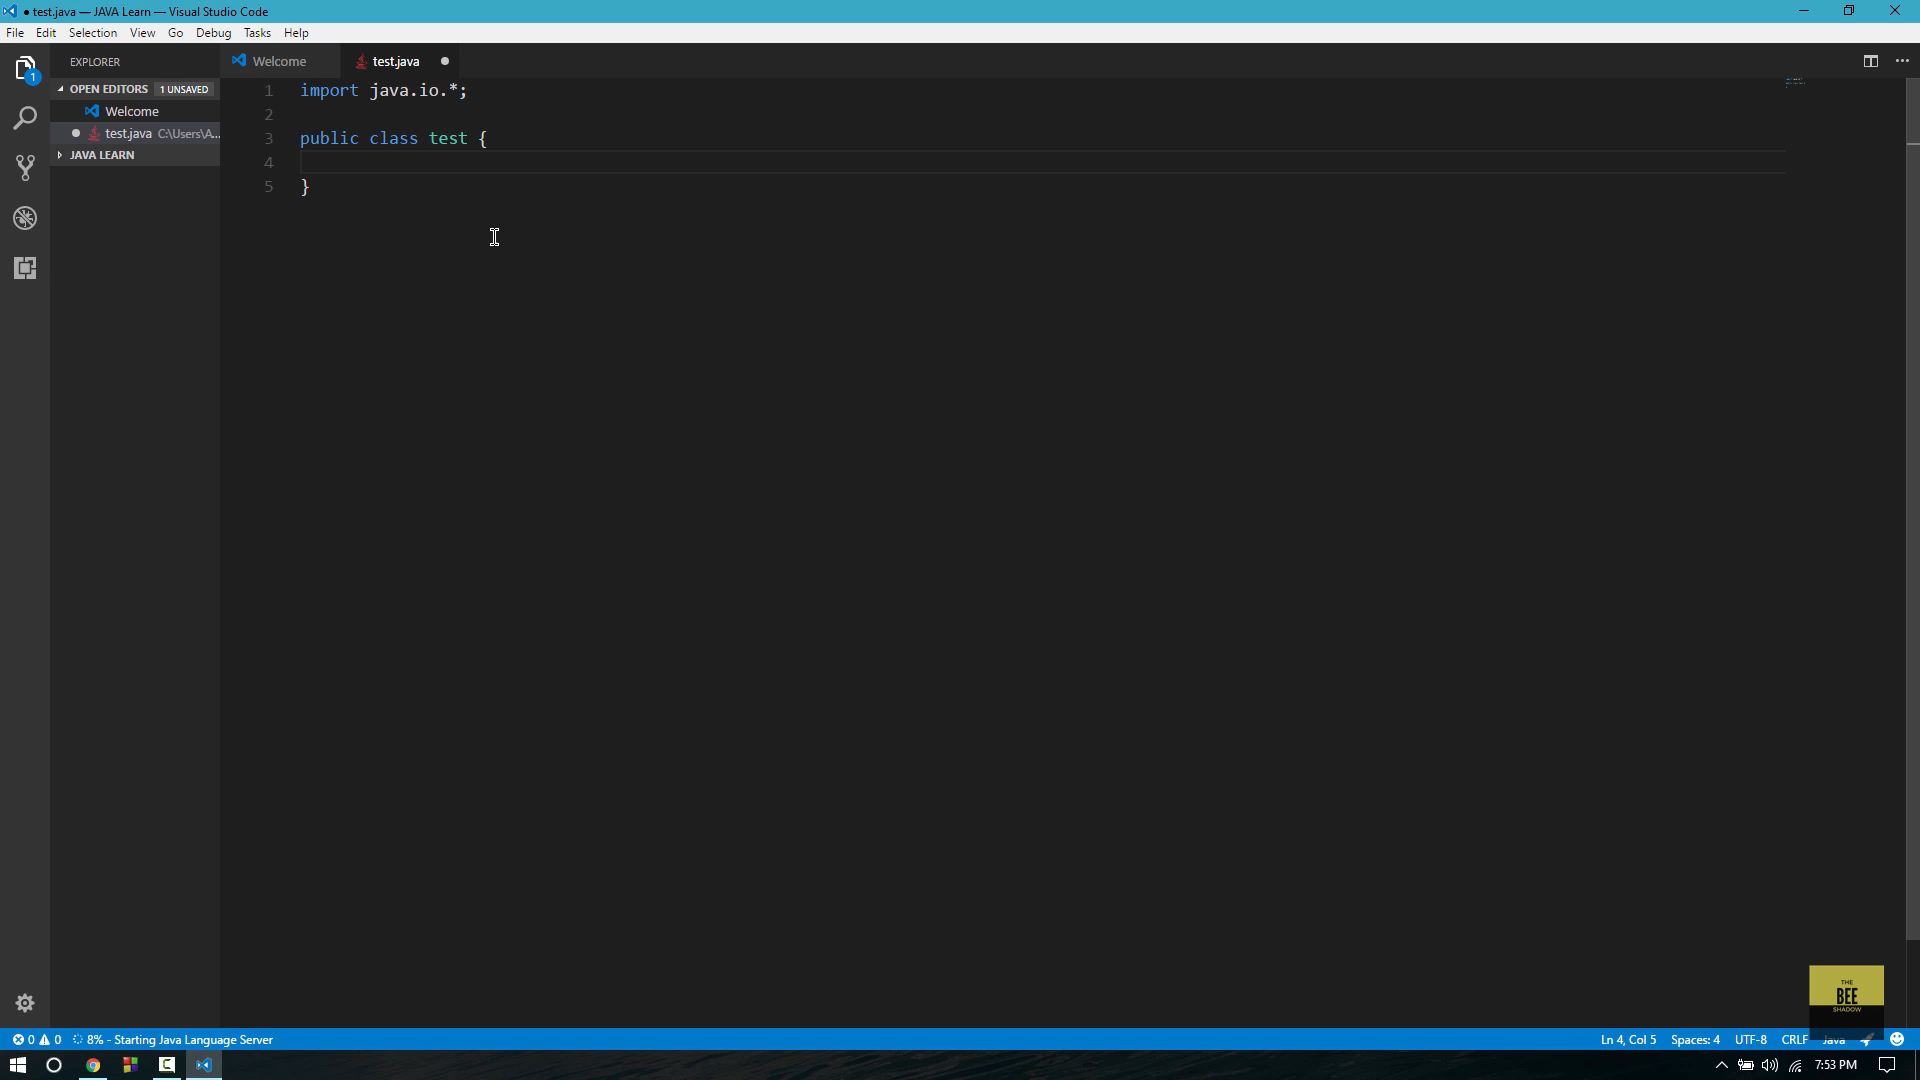 ● test.java — JAVA Learn — Visual Studio Code
File Edit Selection View Go Debug Tasks Help
EXPLORER
Welcome
test.java
OPEN EDITORS 1 UNSAVED
Welcome
test.java C:\Users\A...
JAVA LEARN
1
1 import java.io.*;
2
3 public class test {
4
5 }
THE
BEE
SHADOW
0 0 8% - Starting Java Language Server
Ln 4, Col 5 Spaces: 4 UTF-8 CRLF Java
7:53 PM